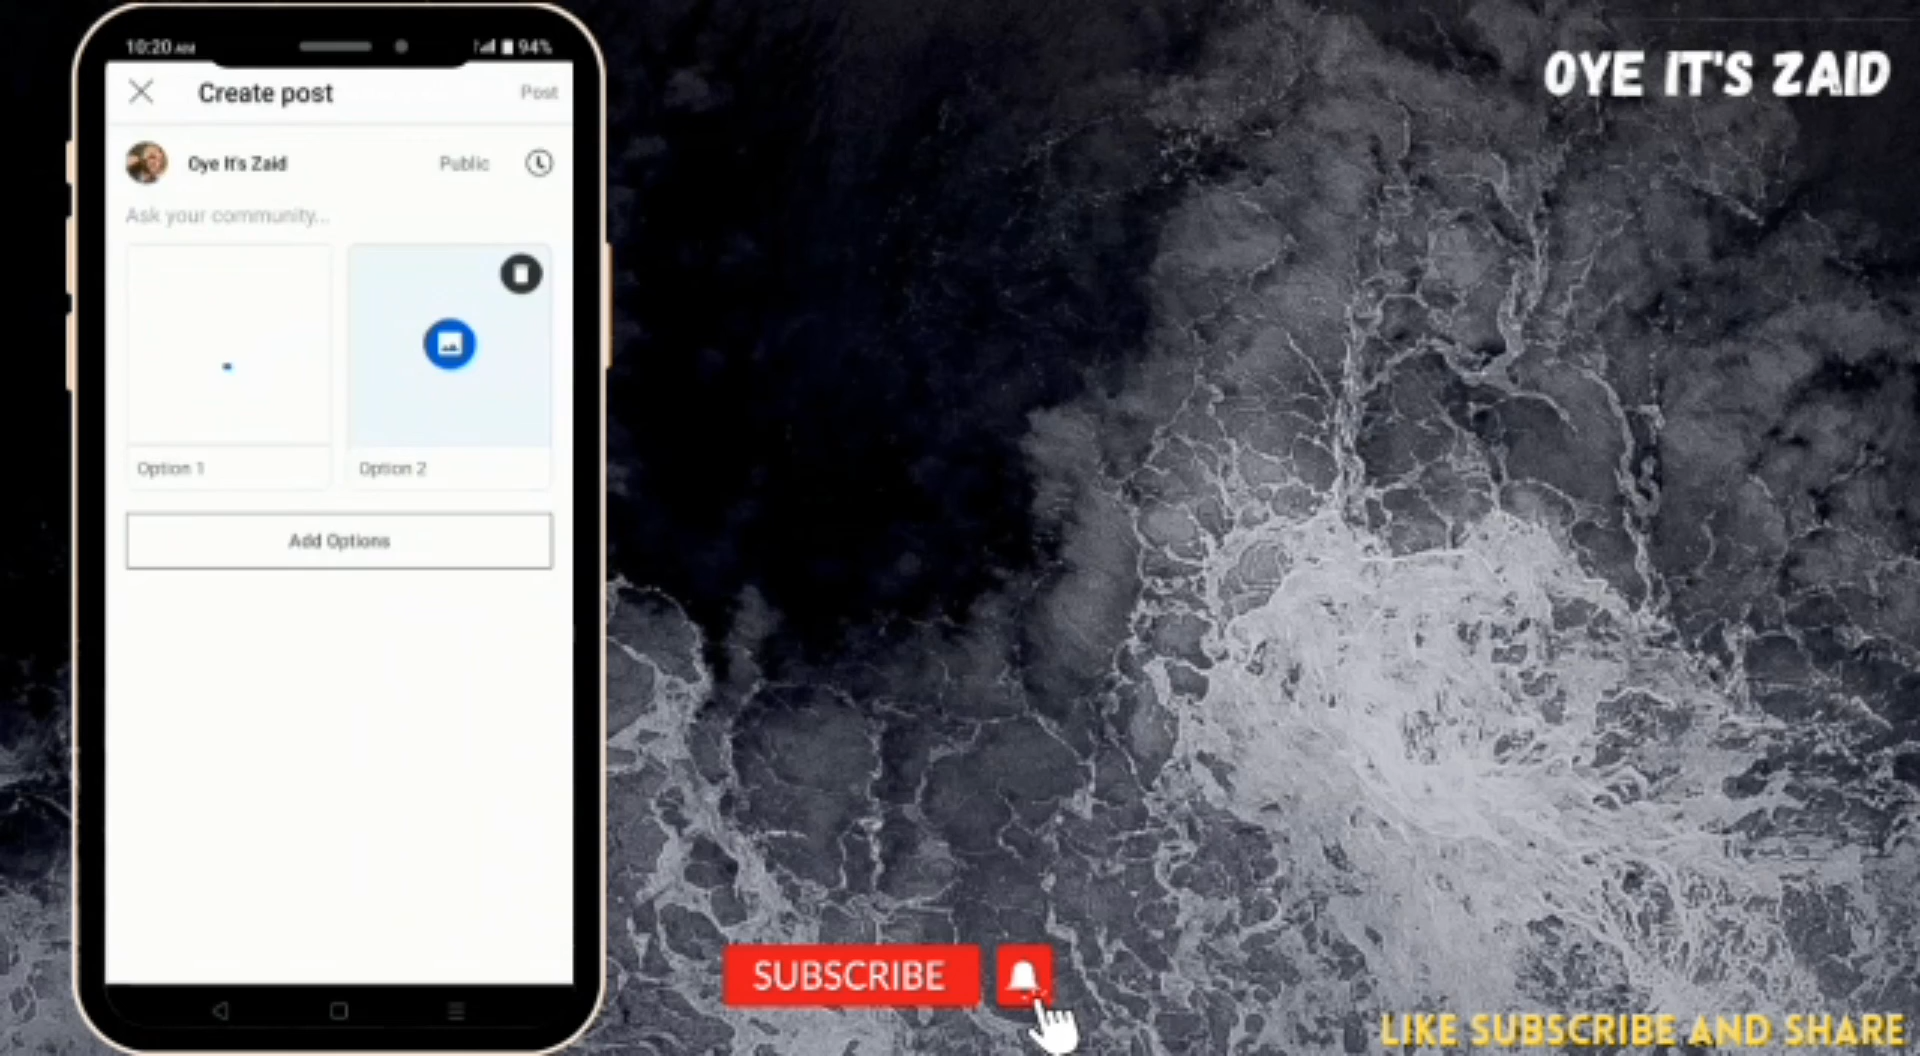 10:20 AM
94%
Create post
Post
Oye It's Zaid
Public
Ask your community...
Option 1
Option 2
Add Options
OYE IT'S ZAID
SUBSCRIBE
LIKE SUBSCRIBE AND SHARE